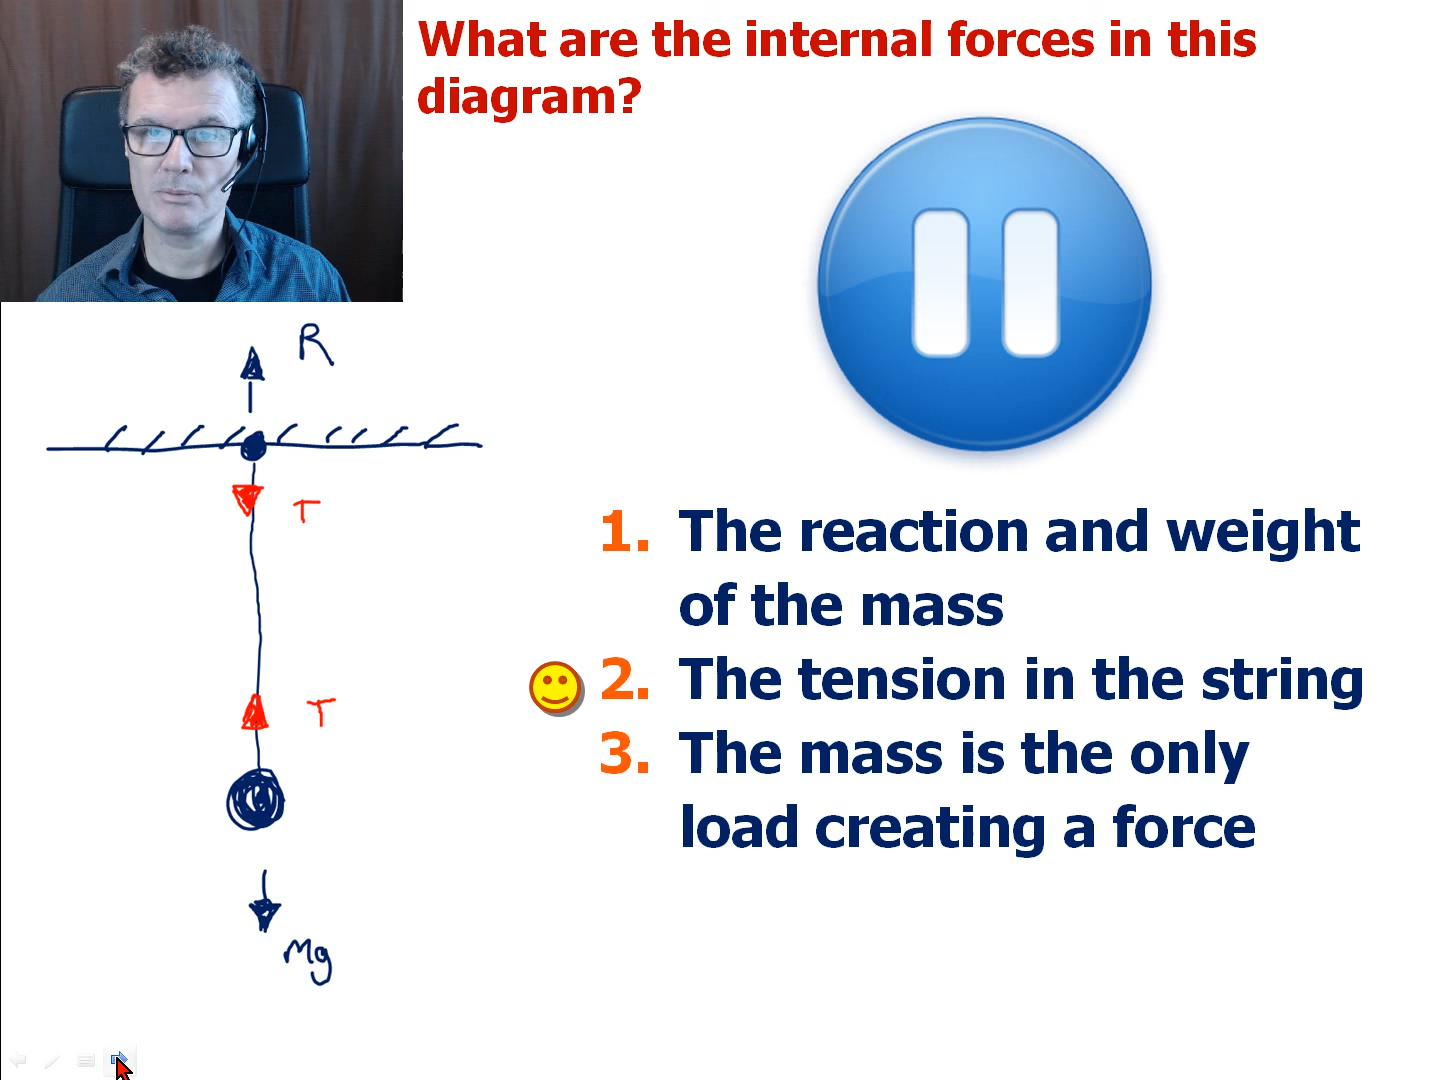 What are the internal forces in this
diagram?
R
T
T
Mg
1. The reaction and weight
of the mass
2. The tension in the string
3. The mass is the only
load creating a force